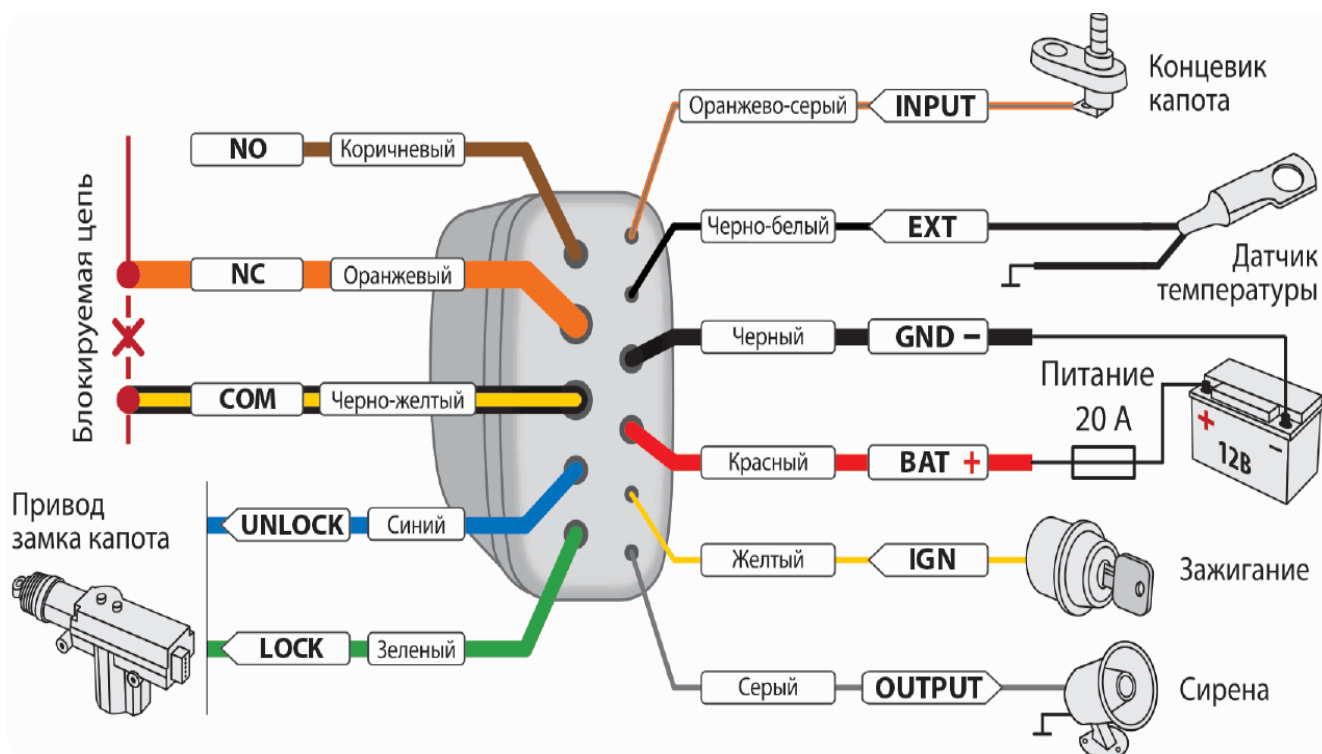 Оранжево-серый
INPUT
Концевик
капота
NO
Коричневый
Блокируемая цепь
Черно-белый
EXT
Датчик
температуры
NC
Оранжевый
Черный
GND –
Питание
20 А
COM
Черно-желтый
Красный
BAT +
+
–
12В
Привод
замка капота
UNLOCK
Синий
Желтый
IGN
Зажигание
LOCK
Зеленый
Серый
OUTPUT
Сирена